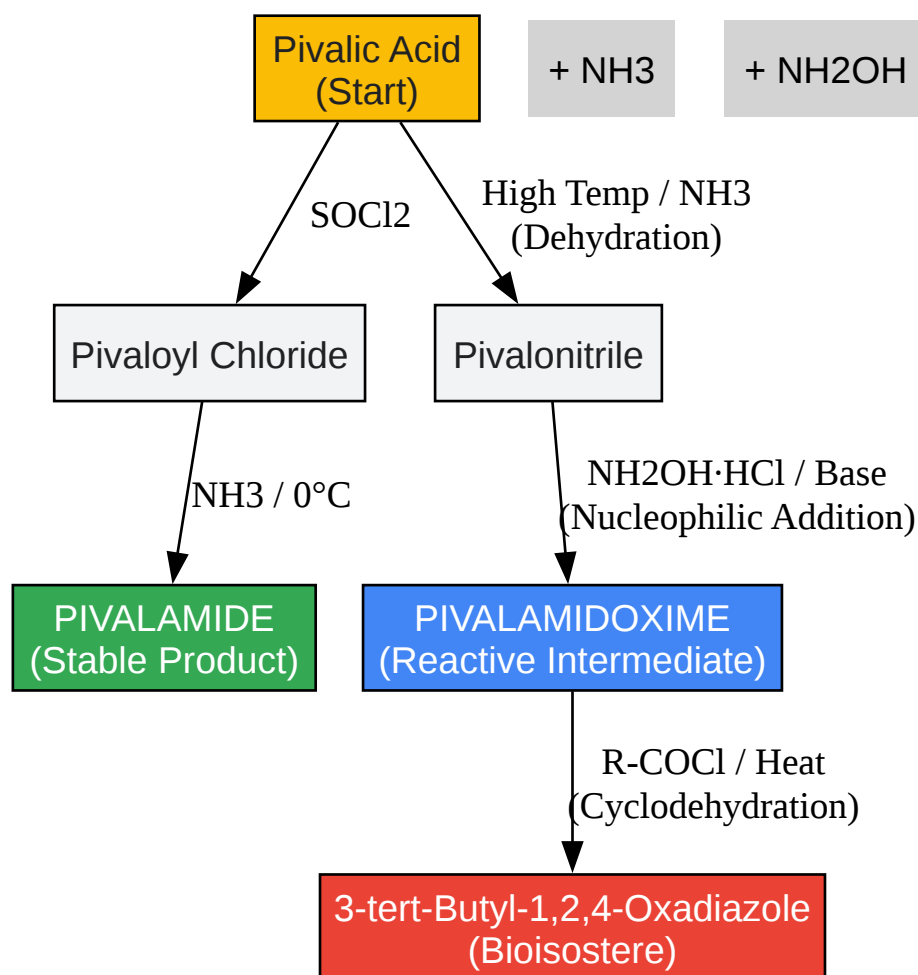 Pivalic Acid
(Start)
+ NH3
+ NH2OH
SOCl2
High Temp / NH3
(Dehydration)
Pivaloyl Chloride
Pivalonitrile
NH3 / 0°C
NH2OH·HCl / Base
(Nucleophilic Addition)
PIVALAMIDE
(Stable Product)
PIVALAMIDOXIME
(Reactive Intermediate)
R-COCl / Heat
(Cyclodehydration)
3-tert-Butyl-1,2,4-Oxadiazole
(Bioisostere)